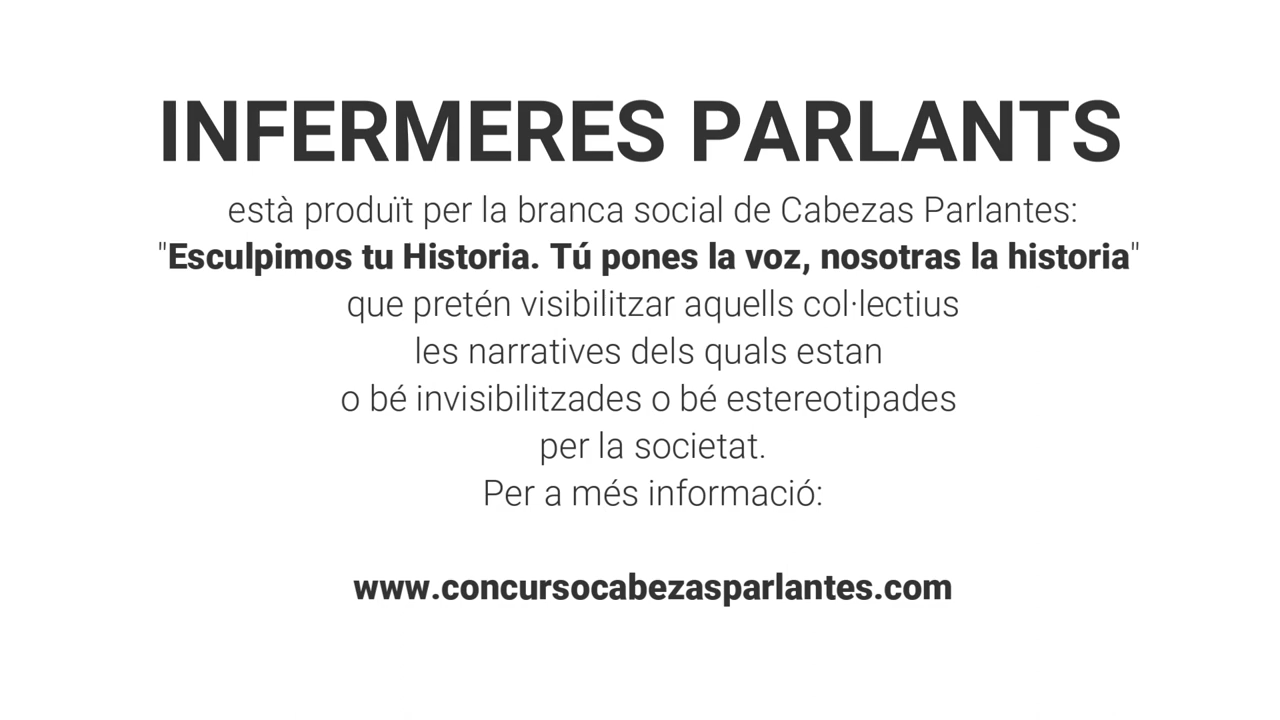 INFERMERES PARLANTS
està produït per la branca social de Cabezas Parlantes:
"Esculpimos tu Historia. Tú pones la voz, nosotras la historia"
que pretén visibilitzar aquells col·lectius
les narratives dels quals estan
o bé invisibilitzades o bé estereotipades
per la societat.
Per a més informació:
www.concursocabezasparlantes.com